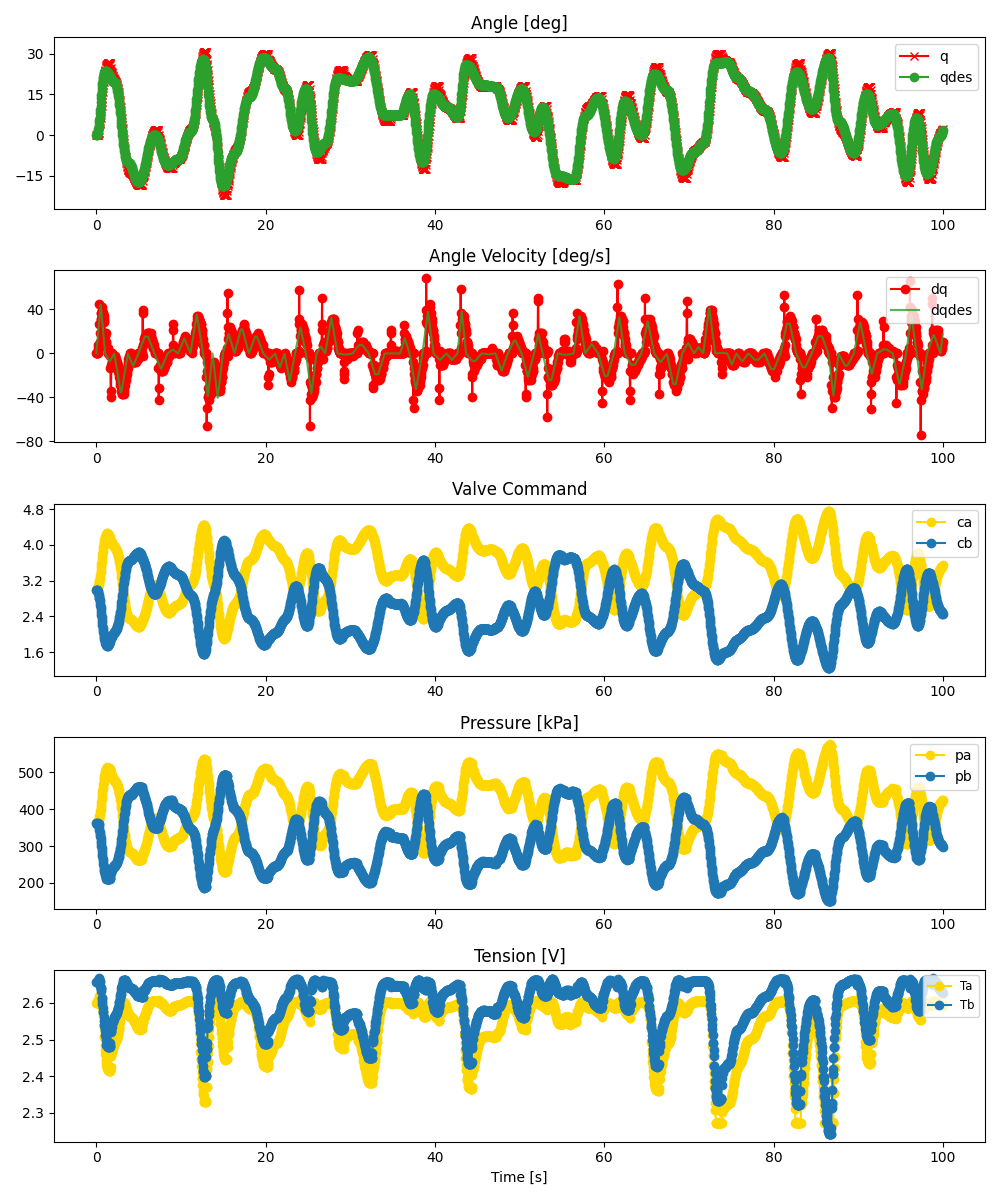 Angle [deg]
30
15
0
−15
q
qdes
0 20 40 60 80 100
Angle Velocity [deg/s]
40
0
−40
−80
dq
dqdes
0 20 40 60 80 100
Valve Command
4.8
4.0
3.2
2.4
1.6
ca
cb
0 20 40 60 80 100
Pressure [kPa]
500
400
300
200
pa
pb
0 20 40 60 80 100
Tension [V]
2.6
2.5
2.4
2.3
Ta
Tb
0 20 40 60 80 100
Time [s]